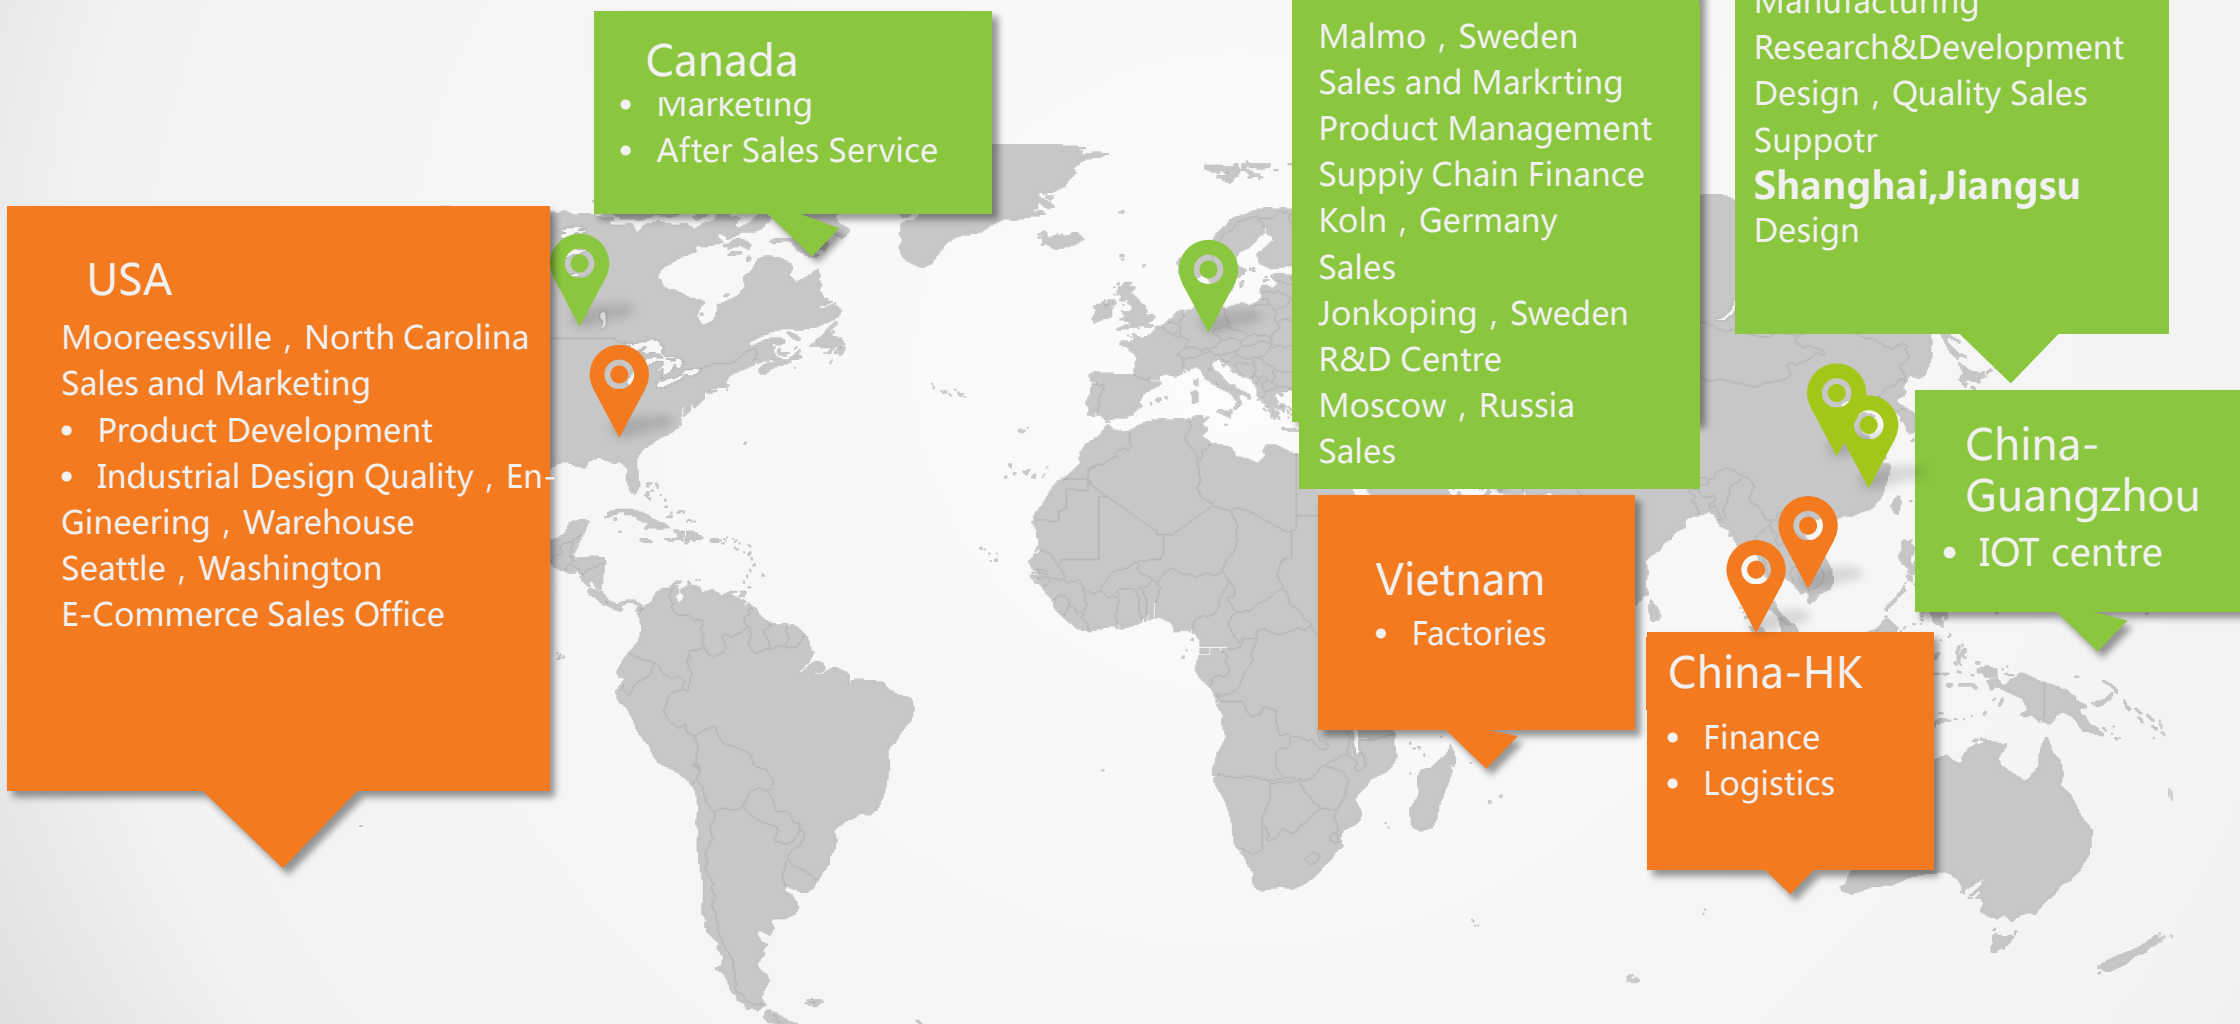 Canada
• Marketing
• After Sales Service
USA
Mooreessville , North Carolina
Sales and Marketing
• Product Development
• Industrial Design Quality , En-
Gineering , Warehouse
Seattle , Washington
E-Commerce Sales Office
Malmo , Sweden
Sales and Markrting
Product Management
Suppiy Chain Finance
Koln , Germany
Sales
Jonkoping , Sweden
R&D Centre
Moscow , Russia
Sales
Manufacturing
Research&Development
Design , Quality Sales
Suppotr
Shanghai,Jiangsu
Design
China-
Guangzhou
• IOT centre
Vietnam
• Factories
China-HK
• Finance
• Logistics